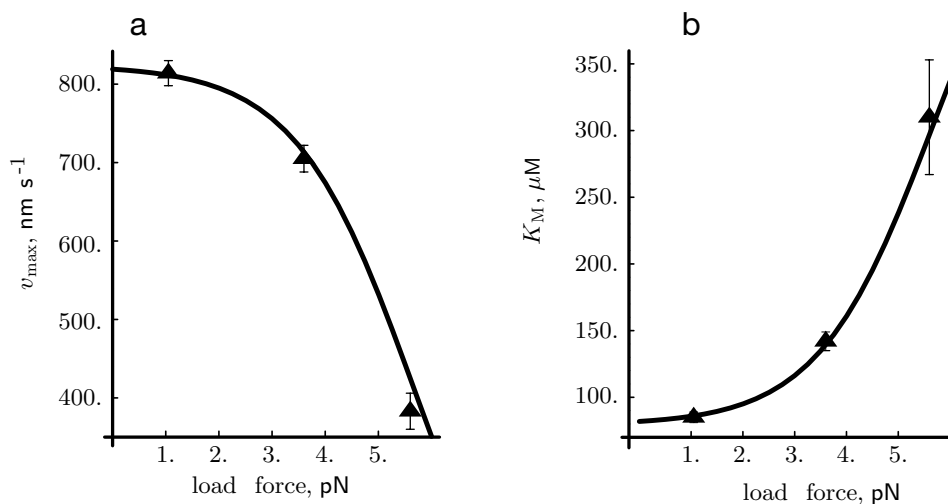 a
800.
700.
600.
500.
400.
v_max, nm s⁻¹
1. 2. 3. 4. 5.
load force, pN
b
350.
300.
250.
200.
150.
100.
K_M, μM
1. 2. 3. 4. 5.
load force, pN